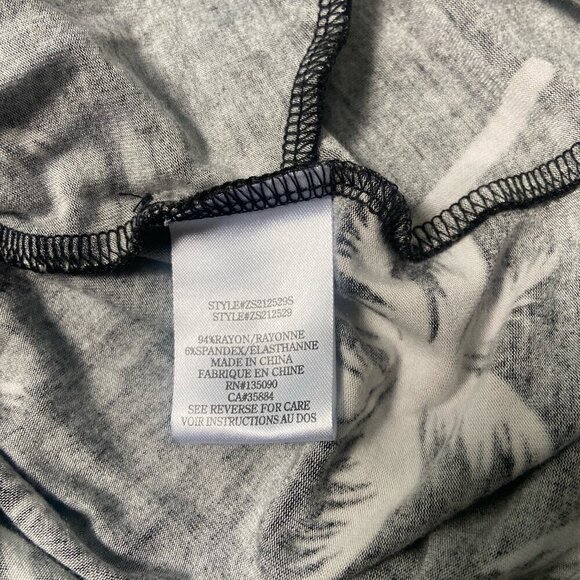 STYLE#ZS212529S
STYLE#ZS212529
94%RAYON/RAYONNE
6%SPANDEX/ÉLASTHANNE
MADE IN CHINA
FABRIQUE EN CHINE
RN#135090
CA#35884
SEE REVERSE FOR CARE
VOIR INSTRUCTIONS AU DOS